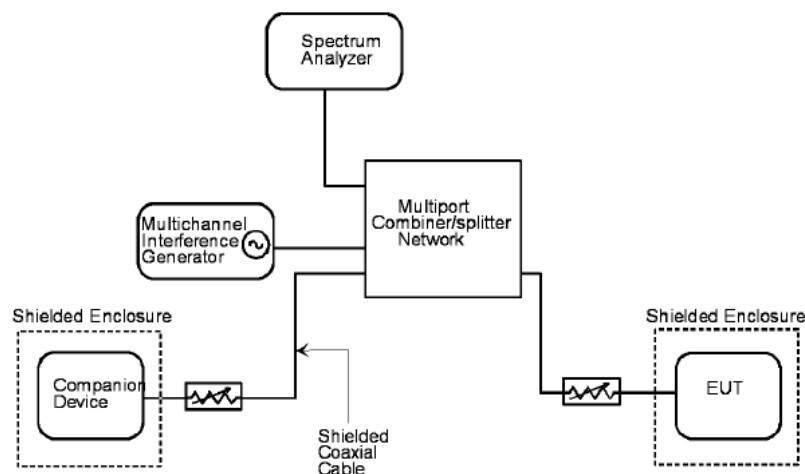 Spectrum
Analyzer
Multiport
Combiner/splitter
Network
Multichannel
Interference
Generator
Shielded Enclosure
Companion
Device
Shielded
Coaxial
Cable
Shielded Enclosure
EUT